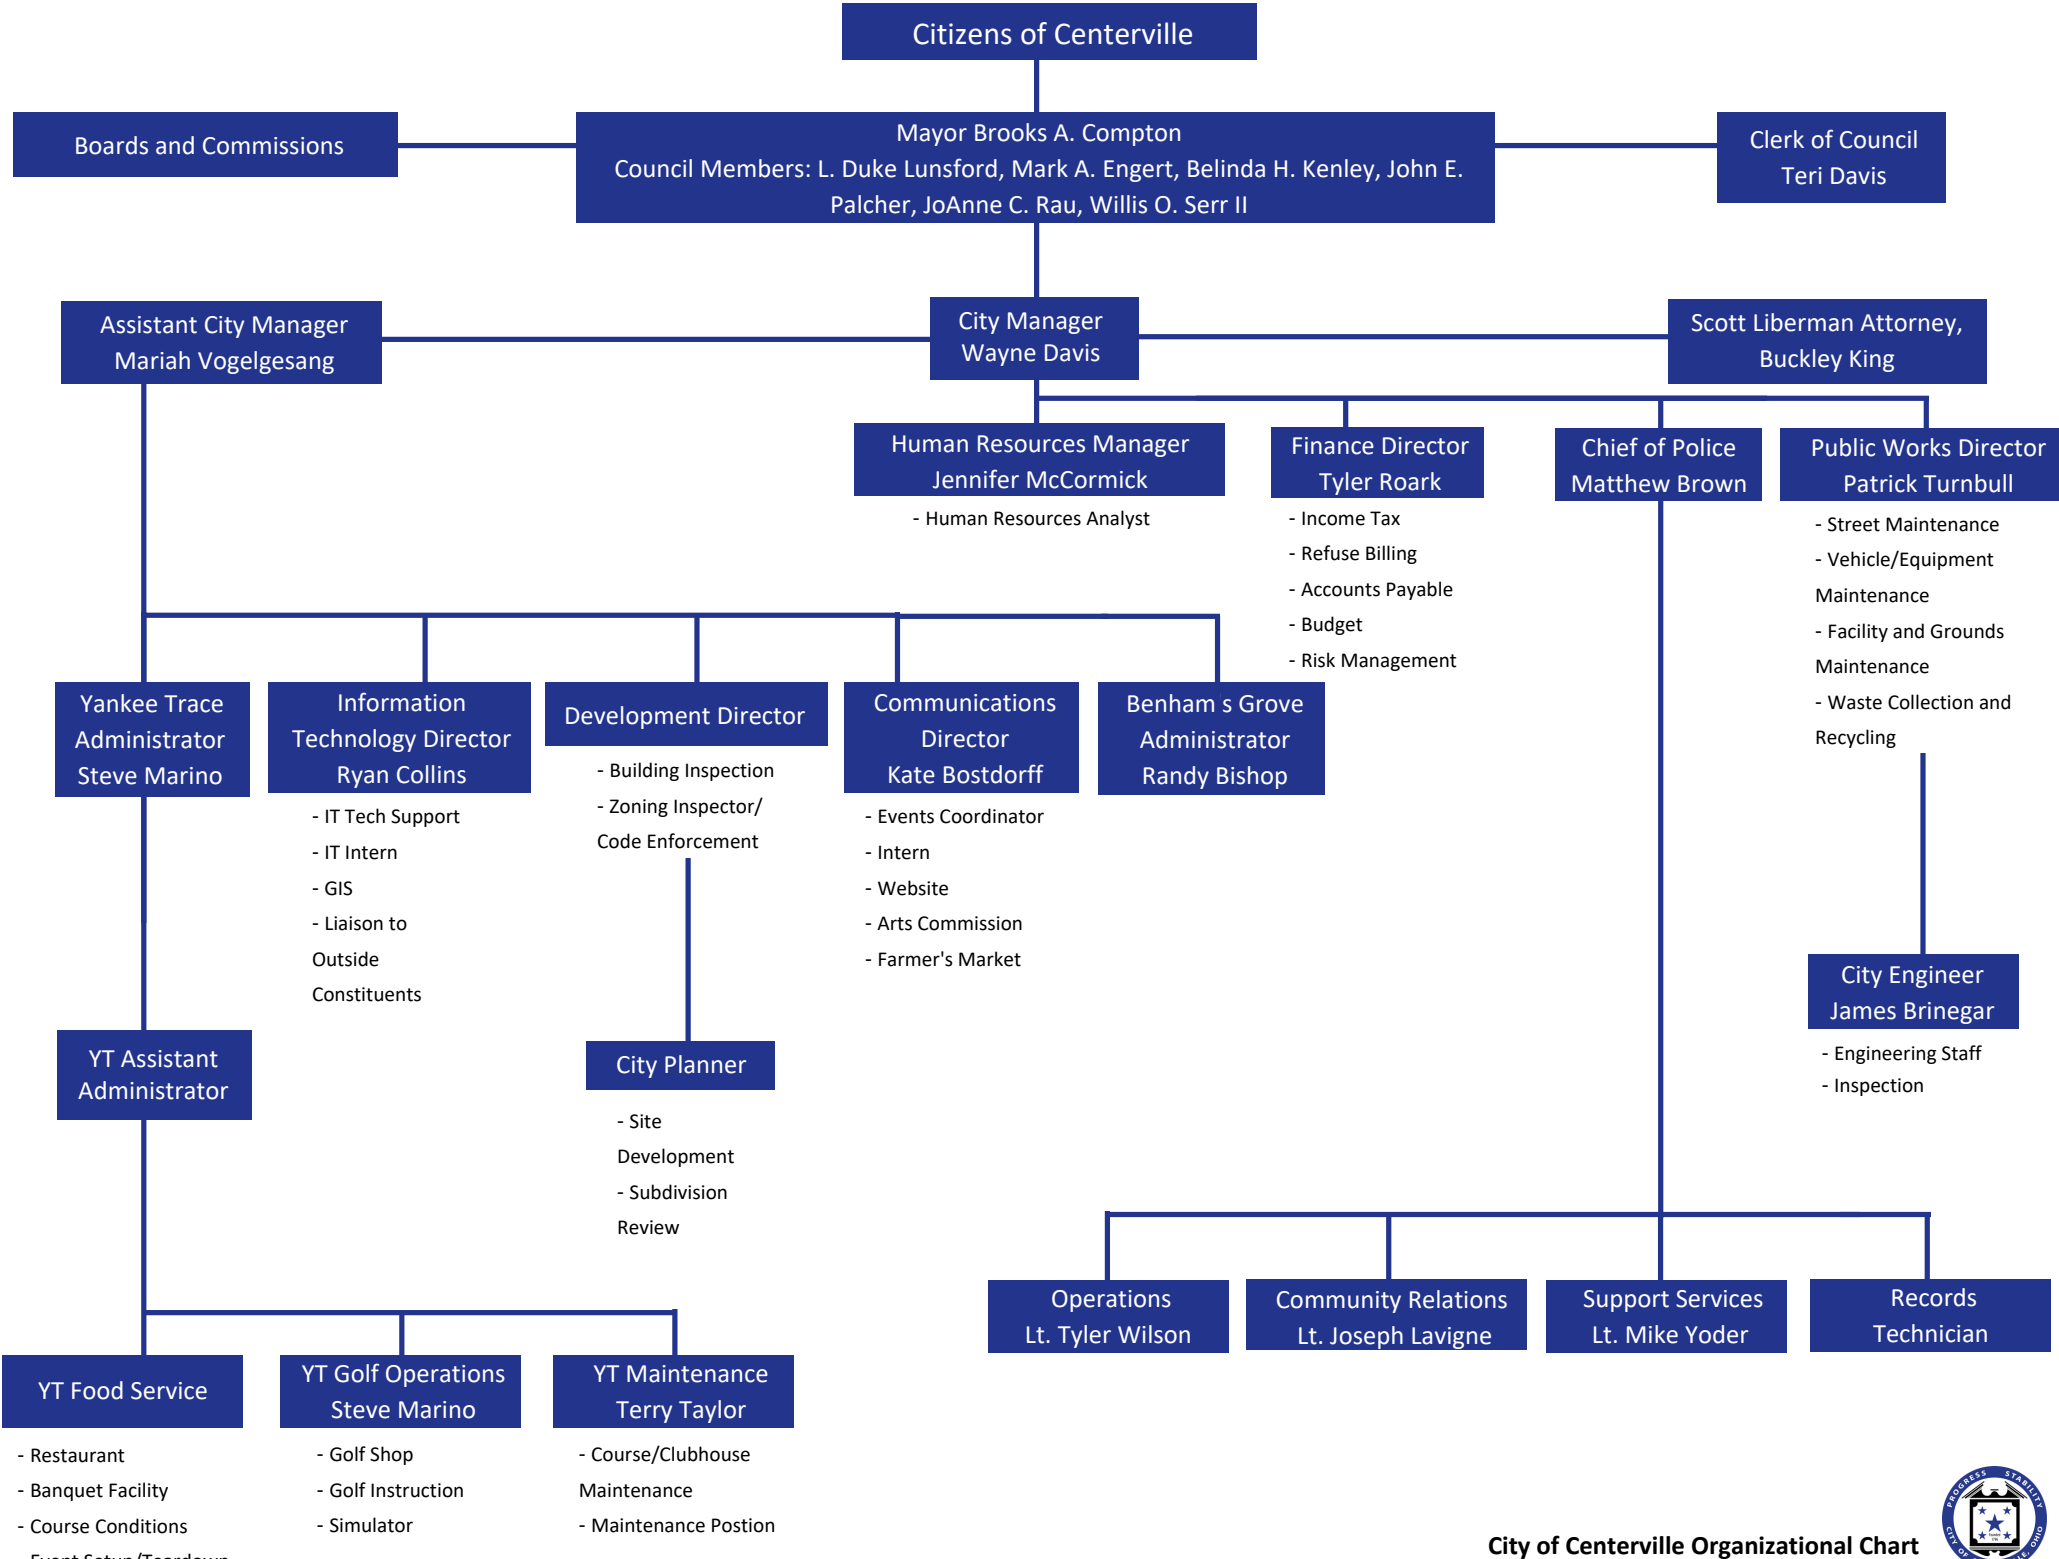 Citizens of Centerville
Boards and Commissions
Mayor Brooks A. Compton
Council Members: L. Duke Lunsford, Mark A. Engert, Belinda H. Kenley, John E.
Palcher, JoAnne C. Rau, Willis O. Serr II
Clerk of Council
Teri Davis
Assistant City Manager
Mariah Vogelgesang
City Manager
Wayne Davis
Scott Liberman Attorney,
Buckley King
Human Resources Manager
Jennifer McCormick
- Human Resources Analyst
Finance Director
Tyler Roark
- Income Tax
- Refuse Billing
- Accounts Payable
- Budget
- Risk Management
Chief of Police
Matthew Brown
Public Works Director
Patrick Turnbull
- Street Maintenance
- Vehicle/Equipment
Maintenance
- Facility and Grounds
Maintenance
- Waste Collection and
Recycling
Yankee Trace
Administrator
Steve Marino
Information
Technology Director
Ryan Collins
- IT Tech Support
- IT Intern
- GIS
- Liaison to
Outside
Constituents
Development Director
- Building Inspection
- Zoning Inspector/
Code Enforcement
Communications
Director
Kate Bostdorff
- Events Coordinator
- Intern
- Website
- Arts Commission
- Farmer's Market
Benham s Grove
Administrator
Randy Bishop
City Engineer
James Brinegar
- Engineering Staff
- Inspection
YT Assistant
Administrator
City Planner
- Site
Development
- Subdivision
Review
Operations
Lt. Tyler Wilson
Community Relations
Lt. Joseph Lavigne
Support Services
Lt. Mike Yoder
Records
Technician
YT Food Service
- Restaurant
- Banquet Facility
- Course Conditions
- Event Setup/Teardown
YT Golf Operations
Steve Marino
- Golf Shop
- Golf Instruction
- Simulator
YT Maintenance
Terry Taylor
- Course/Clubhouse
Maintenance
- Maintenance Postion
City of Centerville Organizational Chart
PROGRESS STABILITY